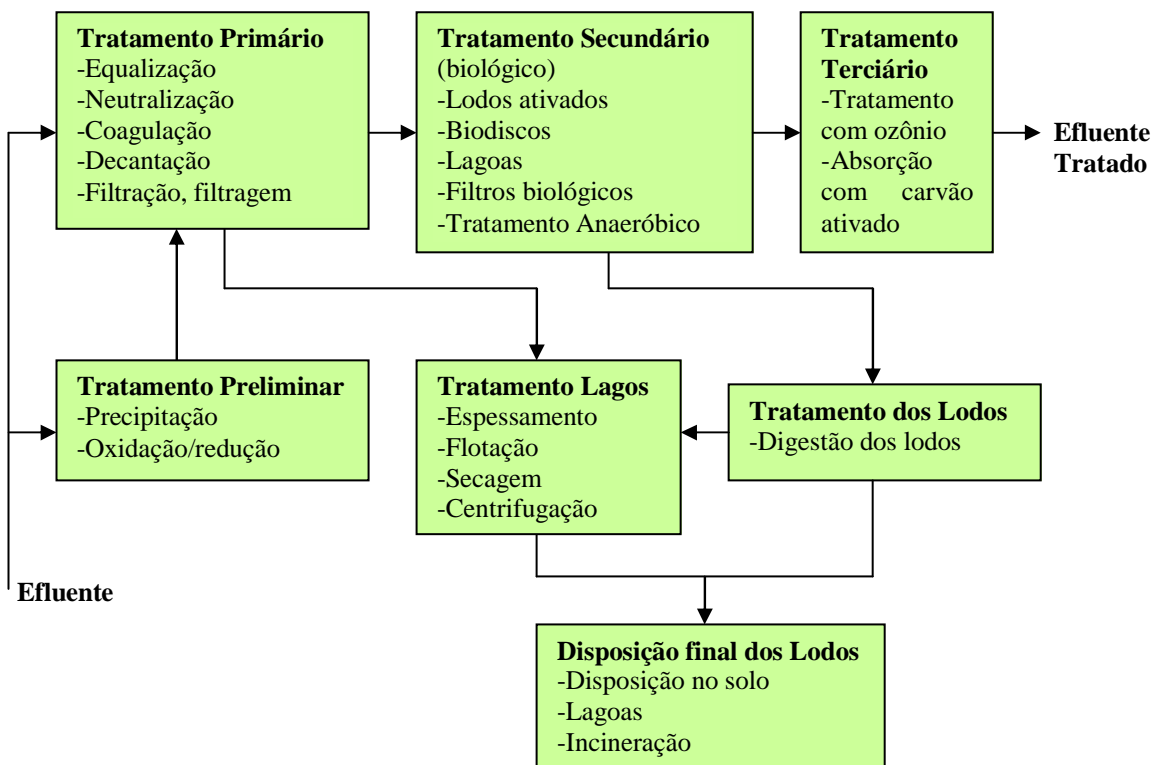 Tratamento Primário
-Equalização
-Neutralização
-Coagulação
-Decantação
-Filtração, filtragem
Tratamento Secundário
(biológico)
-Lodos ativados
-Biodiscos
-Lagoas
-Filtros biológicos
-Tratamento Anaeróbico
Tratamento
Terciário
-Tratamento
com ozônio
-Absorção
com carvão
ativado
Efluente
Tratado
Tratamento Preliminar
-Precipitação
-Oxidação/redução
Tratamento Lagos
-Espessamento
-Flotação
-Secagem
-Centrifugação
Tratamento dos Lodos
-Digestão dos lodos
Efluente
Disposição final dos Lodos
-Disposição no solo
-Lagoas
-Incineração